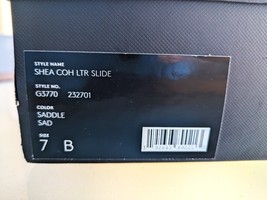 STYLE NAME
SHEA COH LTR SLIDE
STYLE NO.
G3770 232701
COLOR
SADDLE
SAD
SIZE
7 B